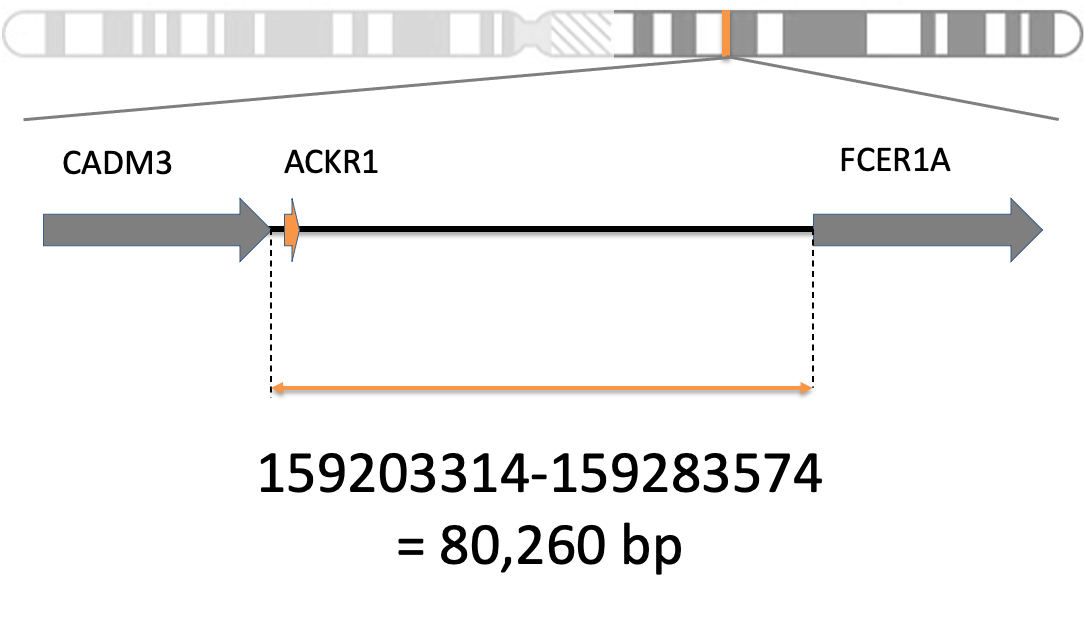 CADM3
ACKR1
FCER1A
159203314-159283574
= 80,260 bp